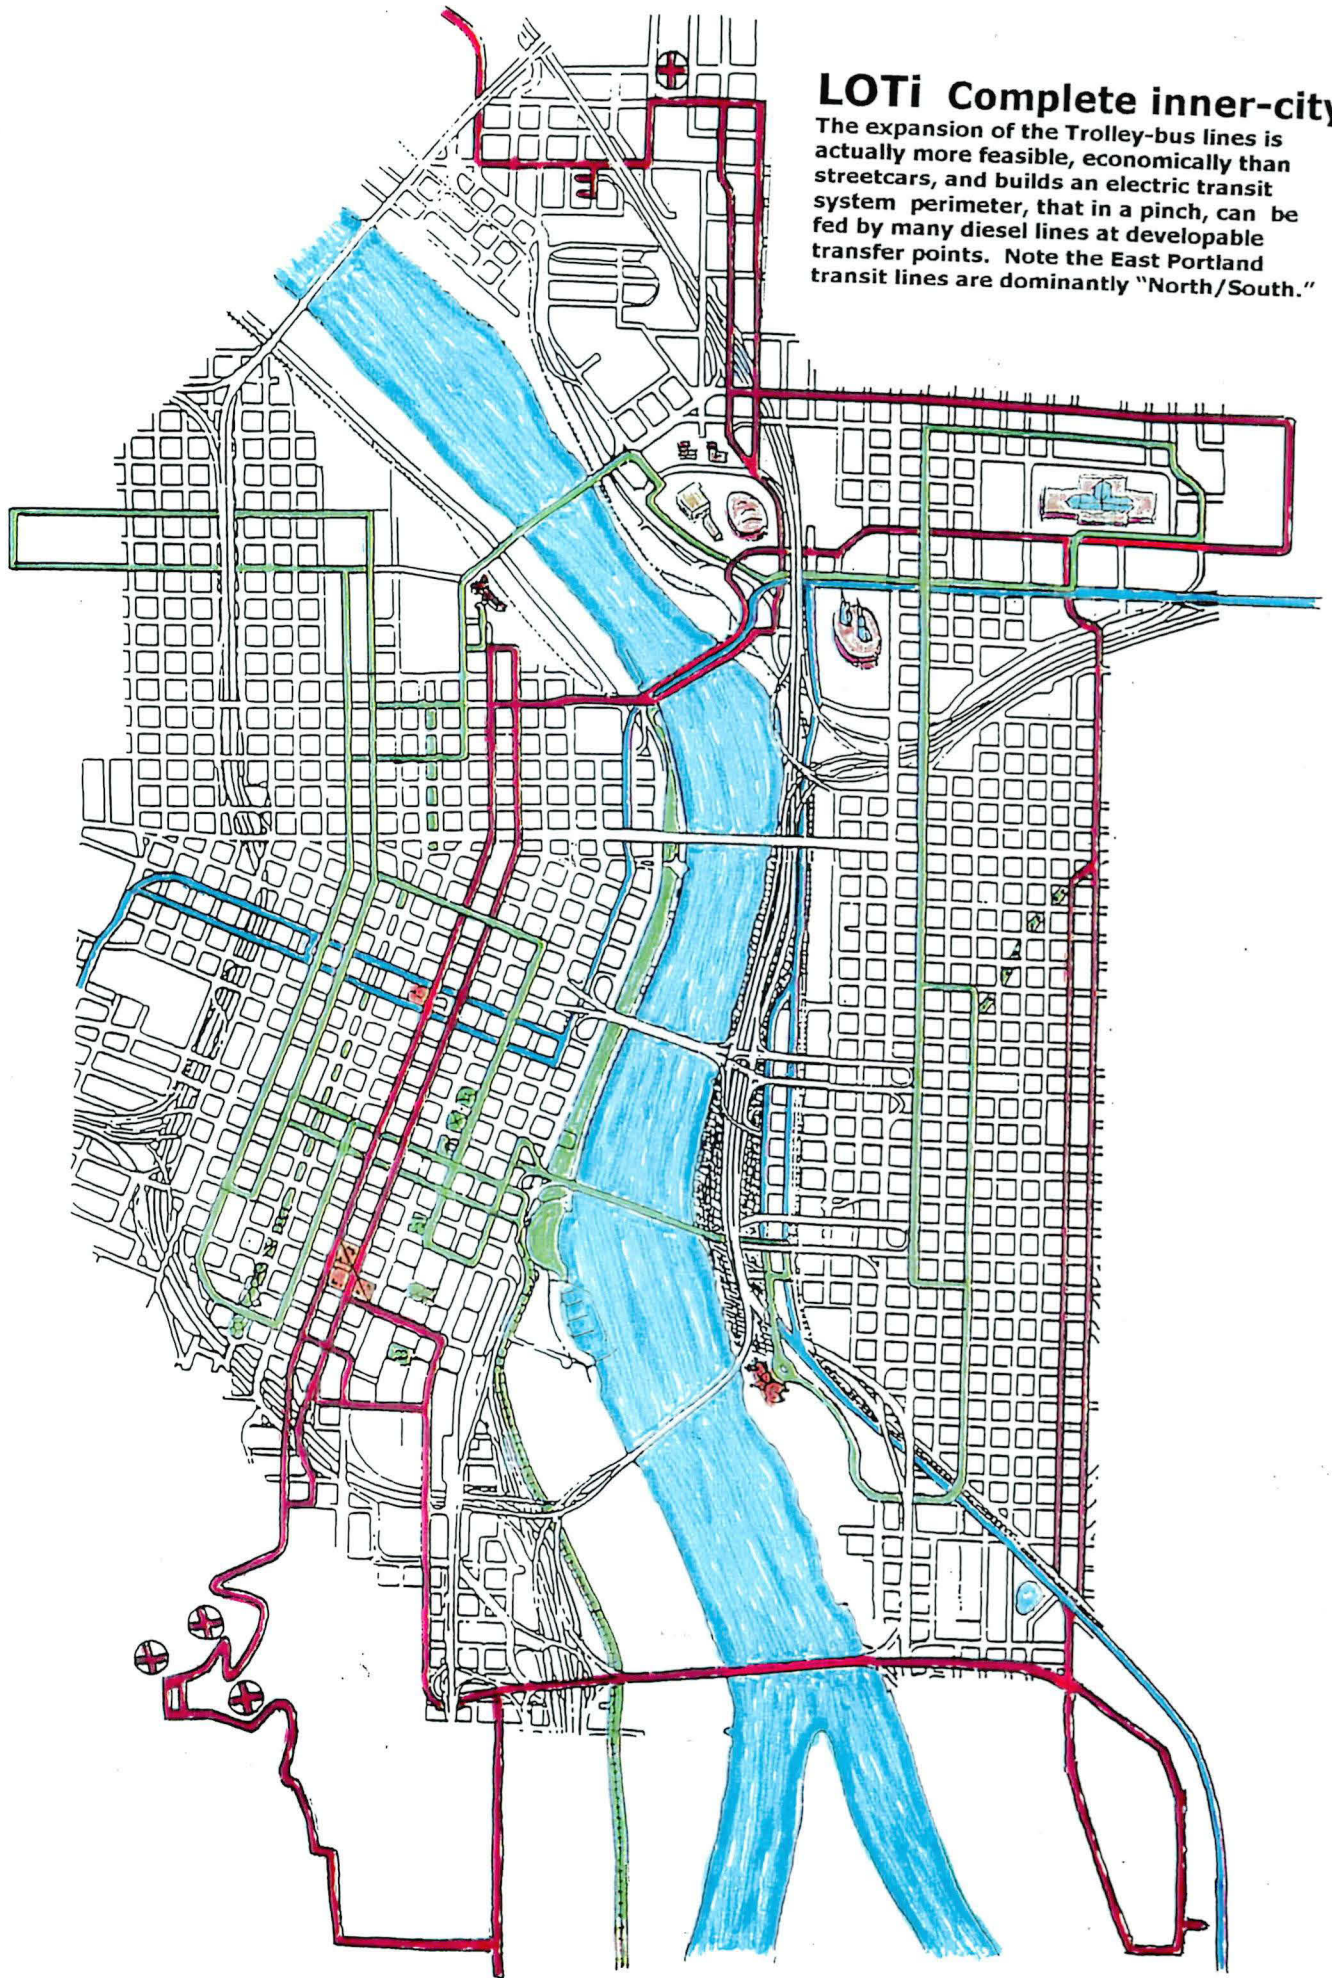 LOTi Complete inner-city
The expansion of the Trolley-bus lines is
actually more feasible, economically than
streetcars, and builds an electric transit
system perimeter, that in a pinch, can be
fed by many diesel lines at developable
transfer points. Note the East Portland
transit lines are dominantly “North/South.”